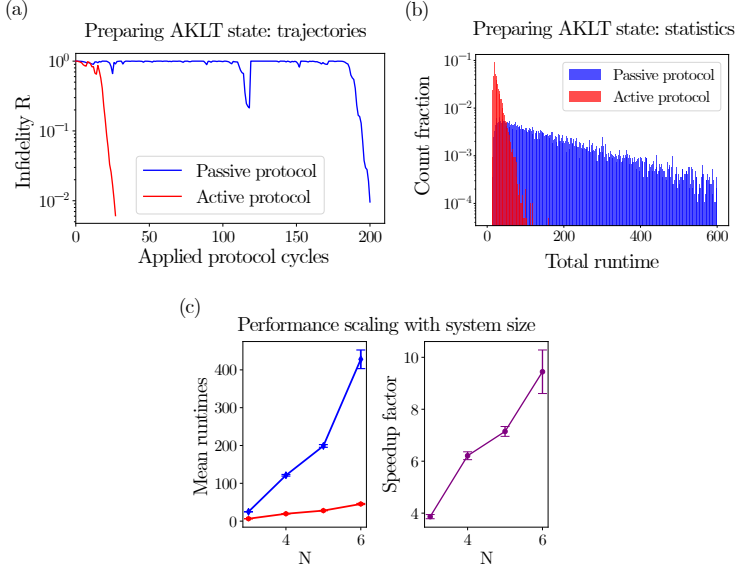 (a)
Preparing AKLT state: trajectories
10^0
10^−1
10^−2
Infidelity R
Passive protocol
Active protocol
0 50 100 150 200
Applied protocol cycles
(b)
Preparing AKLT state: statistics
10^−1
10^−2
10^−3
10^−4
Count fraction
Passive protocol
Active protocol
0 200 400 600
Total runtime
(c)
Performance scaling with system size
400
300
200
100
0
Mean runtimes
4 6
N
10
8
6
4
Speedup factor
4 6
N